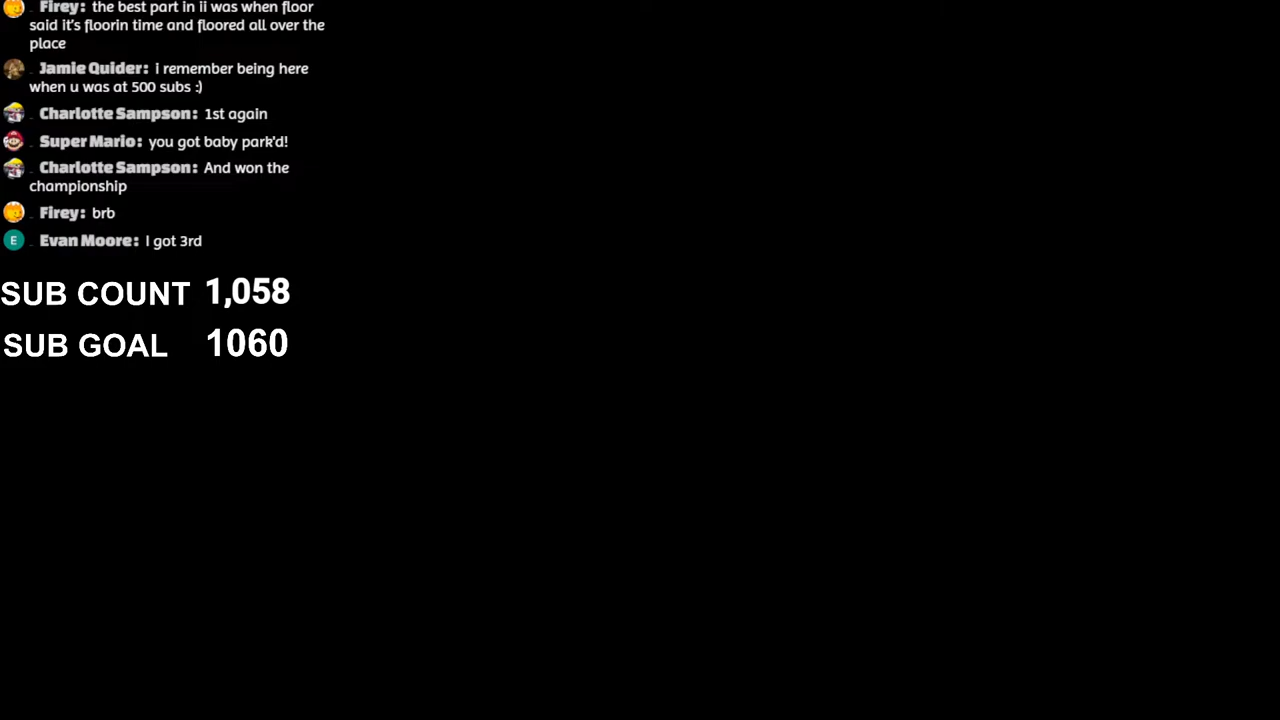 Firey: the best part in ii was when floor
said it's floorin time and floored all over the
place
Jamie Quider: i remember being here
when u was at 500 subs :)
Charlotte Sampson: 1st again
Super Mario: you got baby park'd!
Charlotte Sampson: And won the
championship
Firey: brb
E Evan Moore: I got 3rd
SUB COUNT 1,058
SUB GOAL 1060